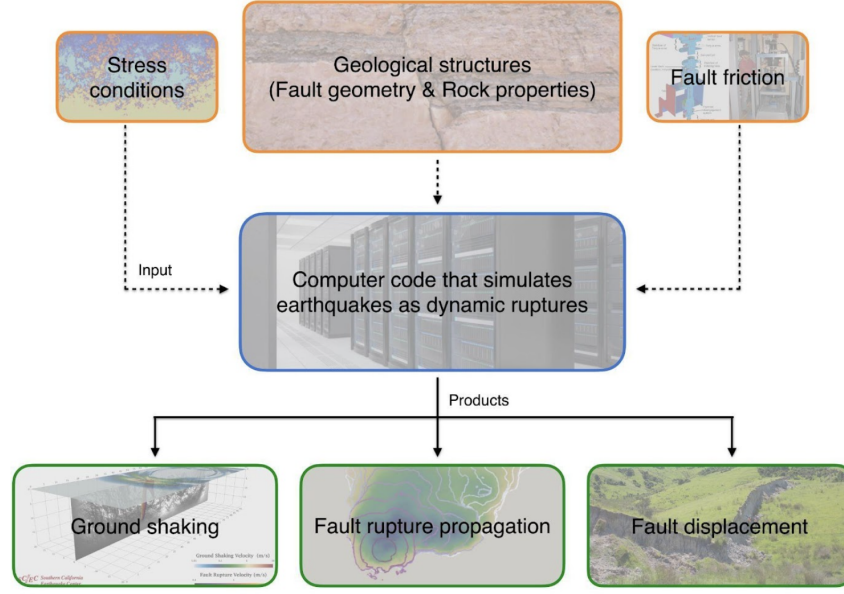 Stress
conditions
Geological structures
(Fault geometry & Rock properties)
Fault friction
Input
Computer code that simulates
earthquakes as dynamic ruptures
Products
Ground shaking
Ground Shaking Velocity (m/s)
Fault Rupture Velocity (m/s)
Southern California
Earthquake Center
Fault rupture propagation
Fault displacement